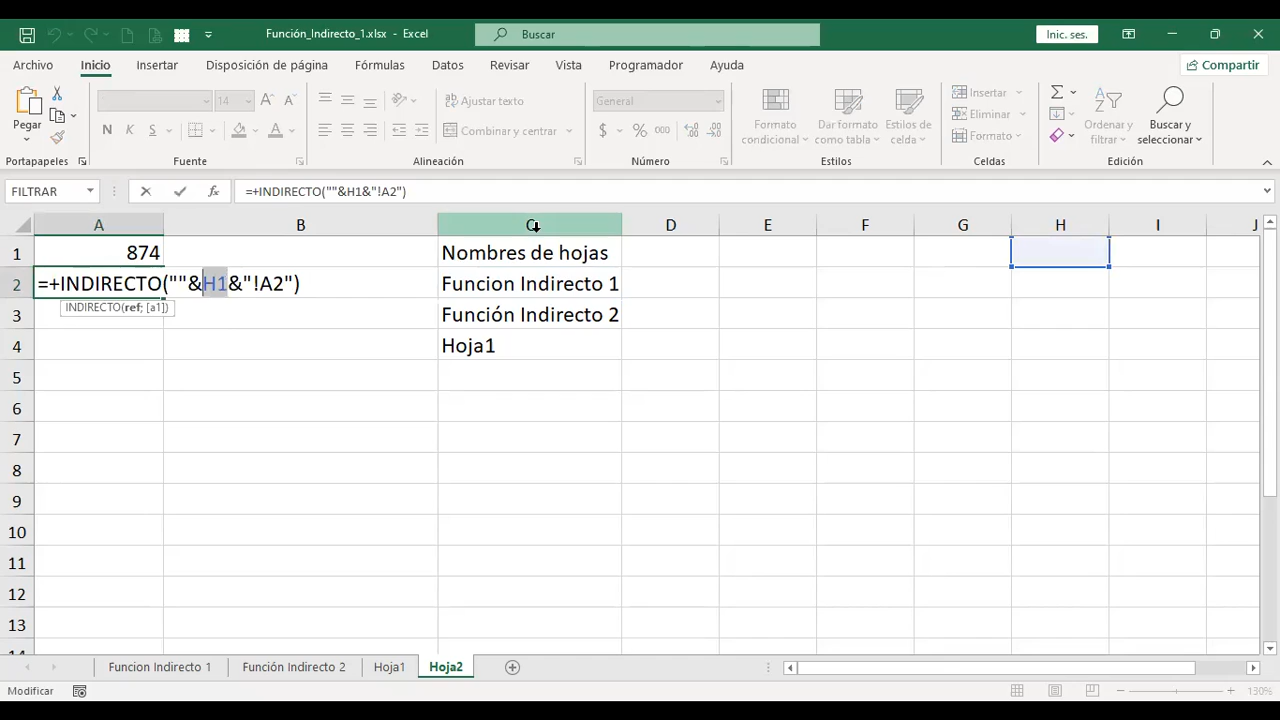 Función_Indirecto_1.xlsx - Excel
Buscar
Inic. ses.
Archivo Inicio Insertar Disposición de página Fórmulas Datos Revisar Vista Programador Ayuda Compartir
Pegar
14 A A
N K S A
Ajustar texto
Combinar y centrar
General
$ % 000
Formato condicional
Dar formato como tabla
Estilos de celda
Insertar
Eliminar
Formato
Ordenar y filtrar
Buscar y seleccionar
Portapapeles Fuente Alineación Número Estilos Celdas Edición
FILTRAR fx =+INDIRECTO(""&H1&"!A2")
A B C D E F G H I J
1 874 Nombres de hojas
2 =+INDIRECTO(""&H1&"!A2") Funcion Indirecto 1
INDIRECTO(ref; [a1])
3 Función Indirecto 2
4 Hoja1
5
6
7
8
9
10
11
12
13
14
Funcion Indirecto 1 Función Indirecto 2 Hoja1 Hoja2
Modificar 130%